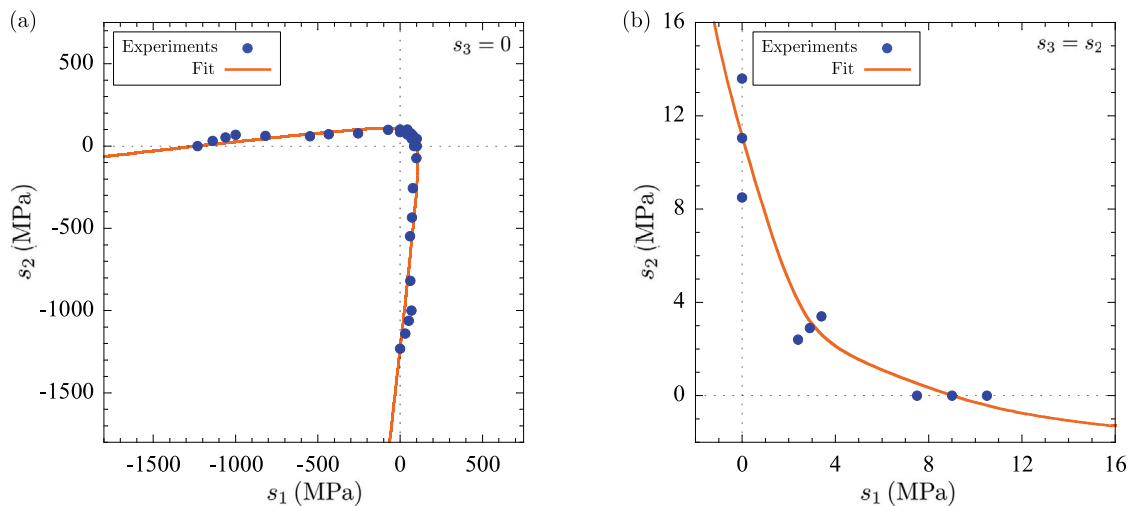 (a)
500
0
-500
-1000
-1500
s₂ (MPa)
Experiments
Fit
s₃ = 0
-1500 -1000 -500 0 500
s₁ (MPa)
(b)
16
12
8
4
0
s₂ (MPa)
Experiments
Fit
s₃ = s₂
0 4 8 12 16
s₁ (MPa)